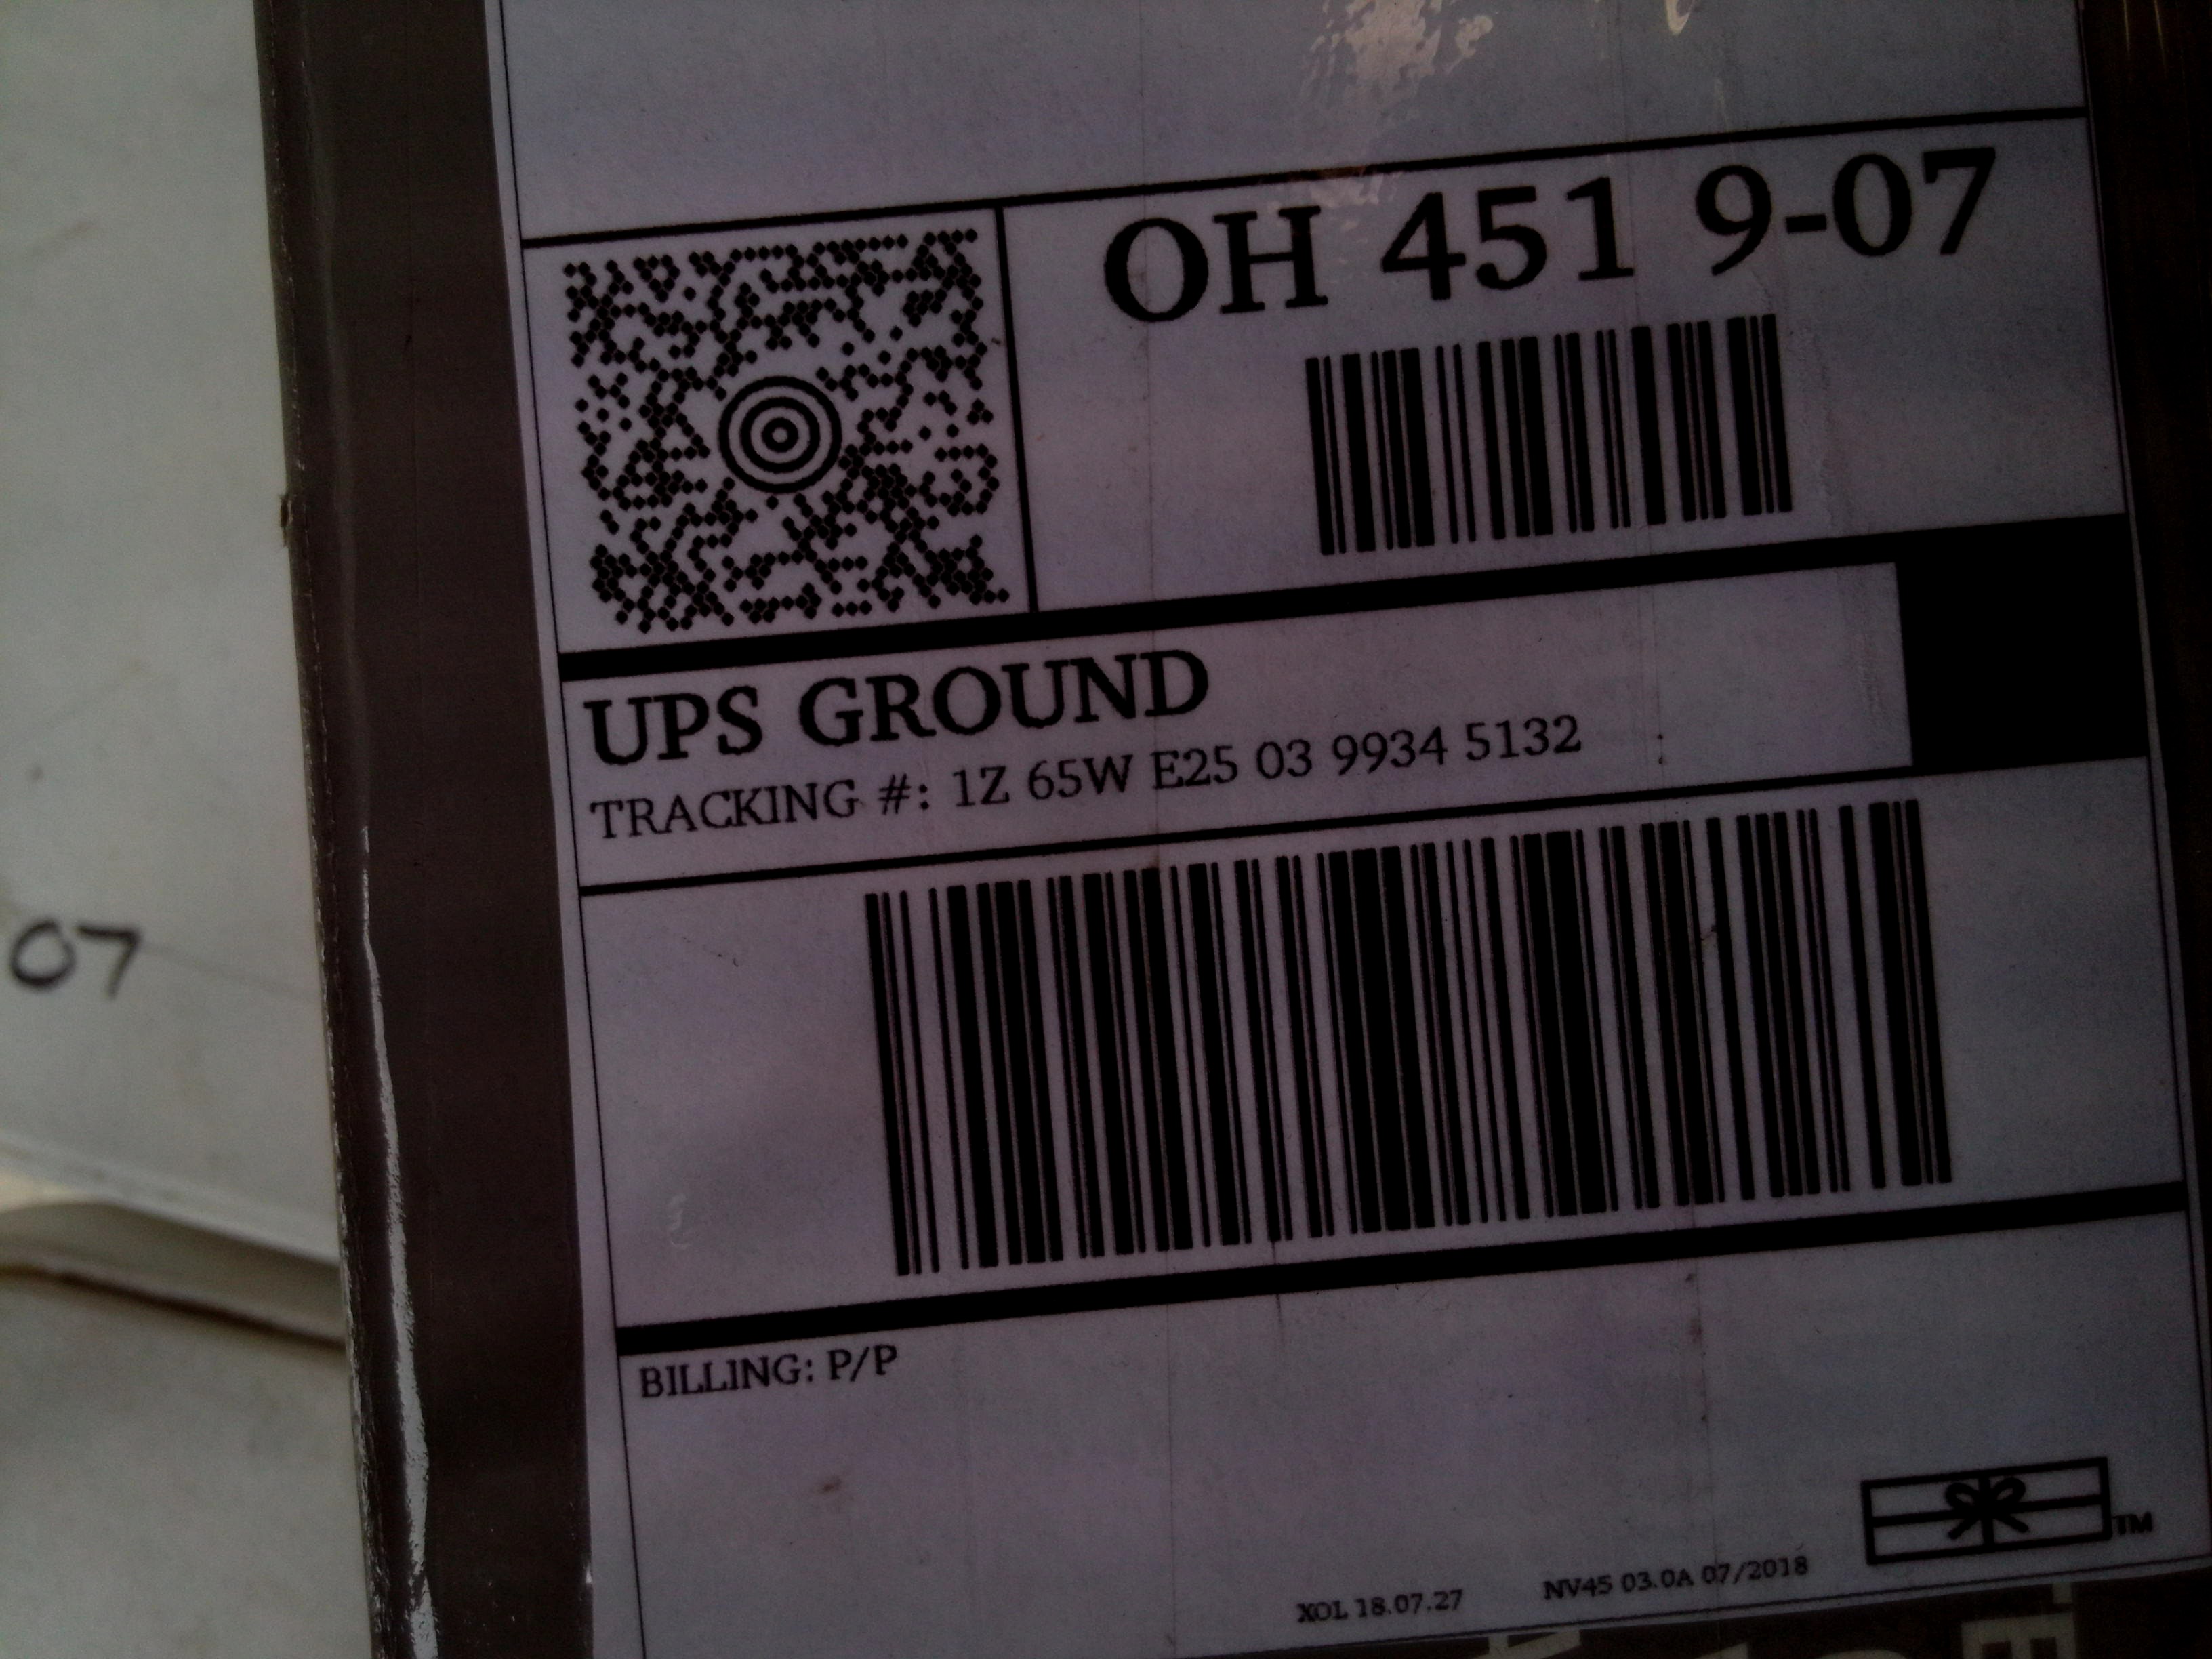 OH 451 9-07
UPS GROUND
TRACKING #: 1Z 65W E25 03 9934 5132
07
BILLING: P/P
TM
XOL 18.07.27 NV45 03.0A 07/2018